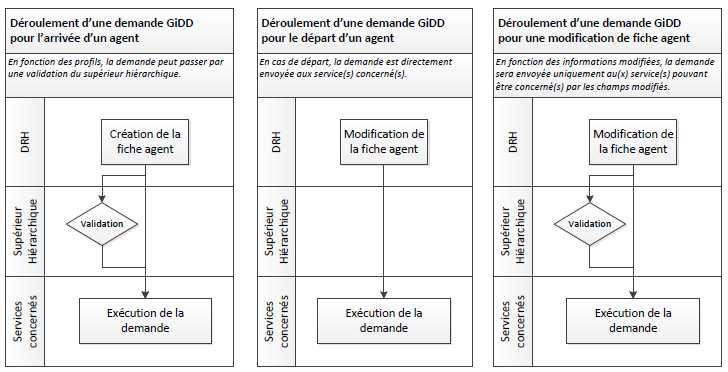 Déroulement d'une demande GiDD
pour l'arrivée d'un agent
En fonction des profils, la demande peut passer par
une validation du supérieur hiérarchique.
DRH
Création de la
fiche agent
Supérieur
Hiérarchique
Validation
Services
concernés
Exécution de la
demande
Déroulement d'une demande GiDD
pour le départ d'un agent
En cas de départ, la demande est directement
envoyée aux service(s) concerné(s).
DRH
Modification de
la fiche agent
Supérieur
Hiérarchique
Services
concernés
Exécution de la
demande
Déroulement d'une demande GiDD
pour une modification de fiche agent
En fonction des informations modifiées, la demande
sera envoyée uniquement au(x) service(s) pouvant
être concerné(s) par les champs modifiés.
DRH
Modification de
la fiche agent
Supérieur
Hiérarchique
Validation
Services
concernés
Exécution de la
demande